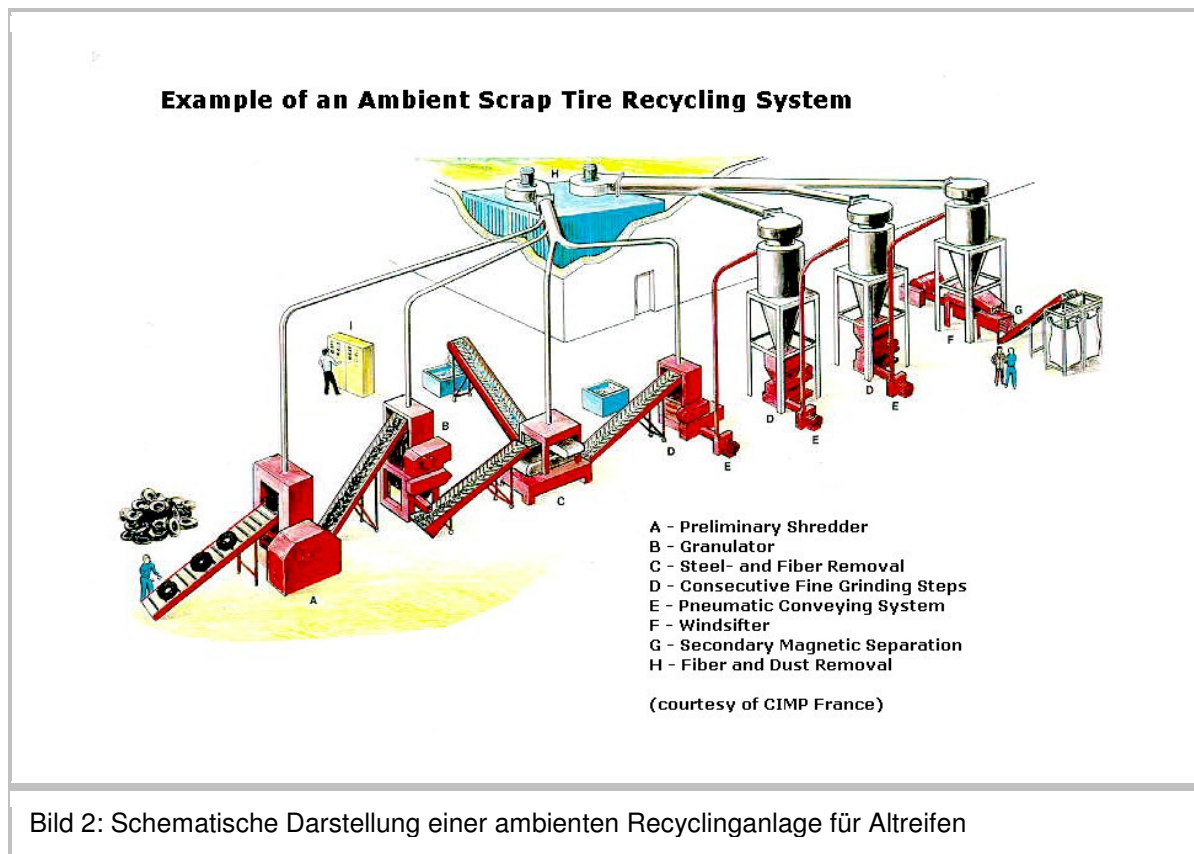 Example of an Ambient Scrap Tire Recycling System
H
I
B
G
F
D
E
D
E
D
E
C
A
A - Preliminary Shredder
B - Granulator
C - Steel- and Fiber Removal
D - Consecutive Fine Grinding Steps
E - Pneumatic Conveying System
F - Windsifter
G - Secondary Magnetic Separation
H - Fiber and Dust Removal
(courtesy of CIMP France)
Bild 2: Schematische Darstellung einer ambienten Recyclinganlage für Altreifen